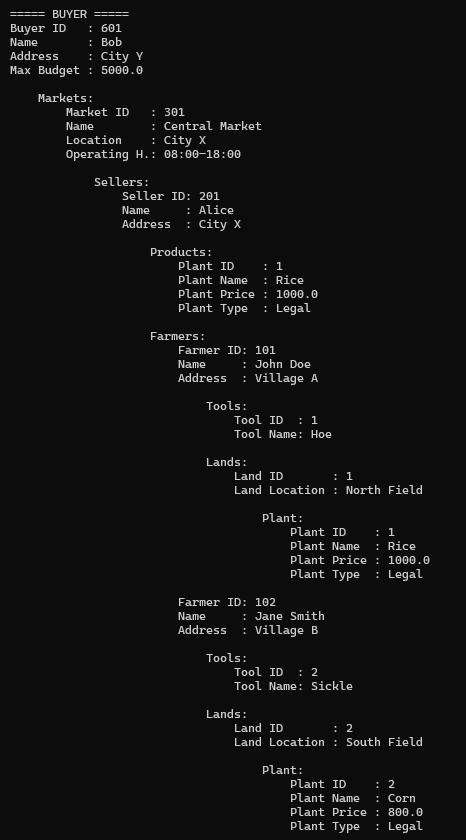 ===== BUYER =====
Buyer ID   : 601
Name       : Bob
Address    : City Y
Max Budget : 5000.0

    Markets:
        Market ID   : 301
        Name        : Central Market
        Location    : City X
        Operating H.: 08:00-18:00

            Sellers:
                Seller ID: 201
                Name     : Alice
                Address  : City X

                    Products:
                        Plant ID    : 1
                        Plant Name  : Rice
                        Plant Price : 1000.0
                        Plant Type  : Legal

                    Farmers:
                        Farmer ID: 101
                        Name     : John Doe
                        Address  : Village A

                            Tools:
                                Tool ID  : 1
                                Tool Name: Hoe

                            Lands:
                                Land ID       : 1
                                Land Location : North Field

                                    Plant:
                                        Plant ID    : 1
                                        Plant Name  : Rice
                                        Plant Price : 1000.0
                                        Plant Type  : Legal

                        Farmer ID: 102
                        Name     : Jane Smith
                        Address  : Village B

                            Tools:
                                Tool ID  : 2
                                Tool Name: Sickle

                            Lands:
                                Land ID       : 2
                                Land Location : South Field

                                    Plant:
                                        Plant ID    : 2
                                        Plant Name  : Corn
                                        Plant Price : 800.0
                                        Plant Type  : Legal